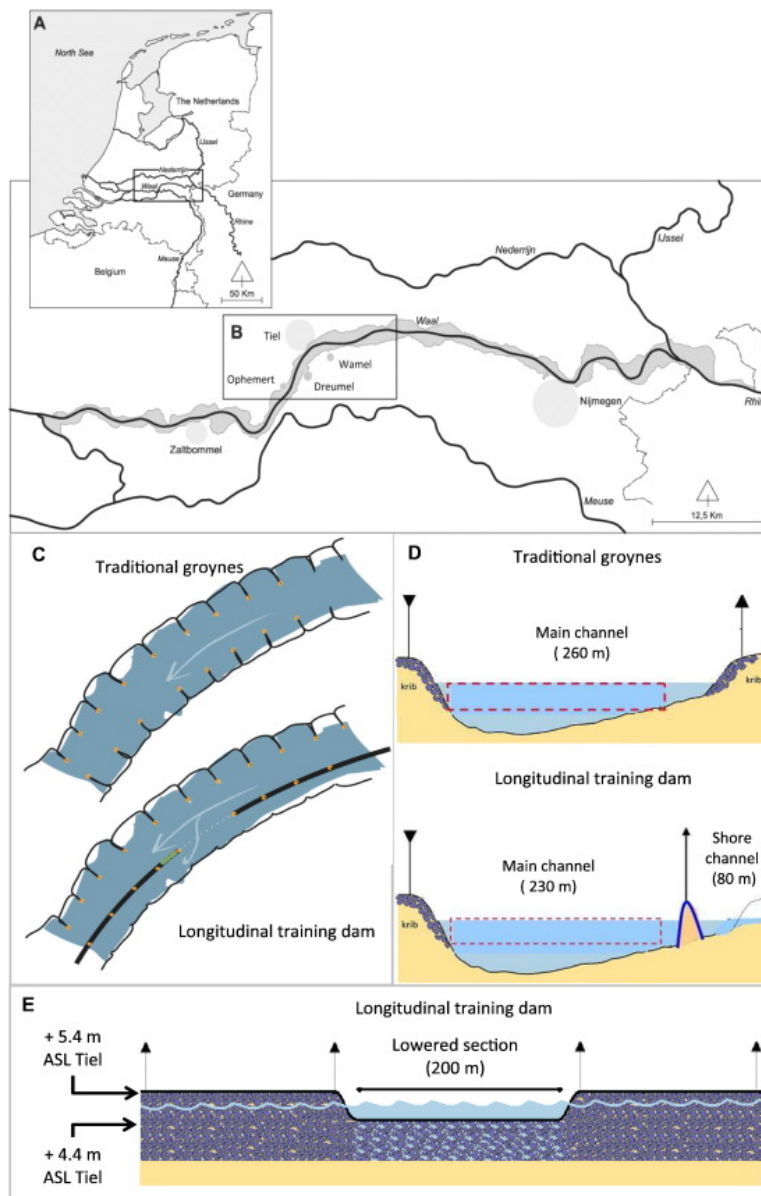 A
North Sea
The Netherlands
IJssel
Nederrijn
Waal
Germany
Rhine
Meuse
Belgium
50 Km
Nederrijn
IJssel
B
Waal
Tiel
Wamel
Ophemert
Dreumel
Nijmegen
Zaltbommel
Meuse
12,5 Km
C
Traditional groynes
Longitudinal training dam
D
Traditional groynes
Main channel
( 260 m)
krib
krib
Longitudinal training dam
Main channel
( 230 m)
Shore
channel
(80 m)
krib
E
Longitudinal training dam
+ 5.4 m
ASL Tiel
Lowered section
(200 m)
+ 4.4 m
ASL Tiel